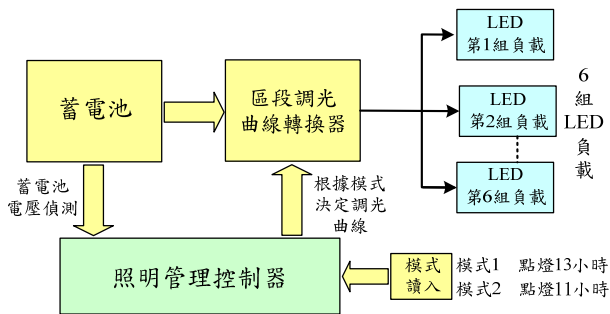 LED
第1組負載
蓄電池
區段調光
曲線轉換器
LED
第2組負載
LED
第6組負載
6
組
LED
負
載
蓄電池
電壓偵測
根據模式
決定調光
曲線
照明管理控制器
模式
讀入
模式1 點燈13小時
模式2 點燈11小時